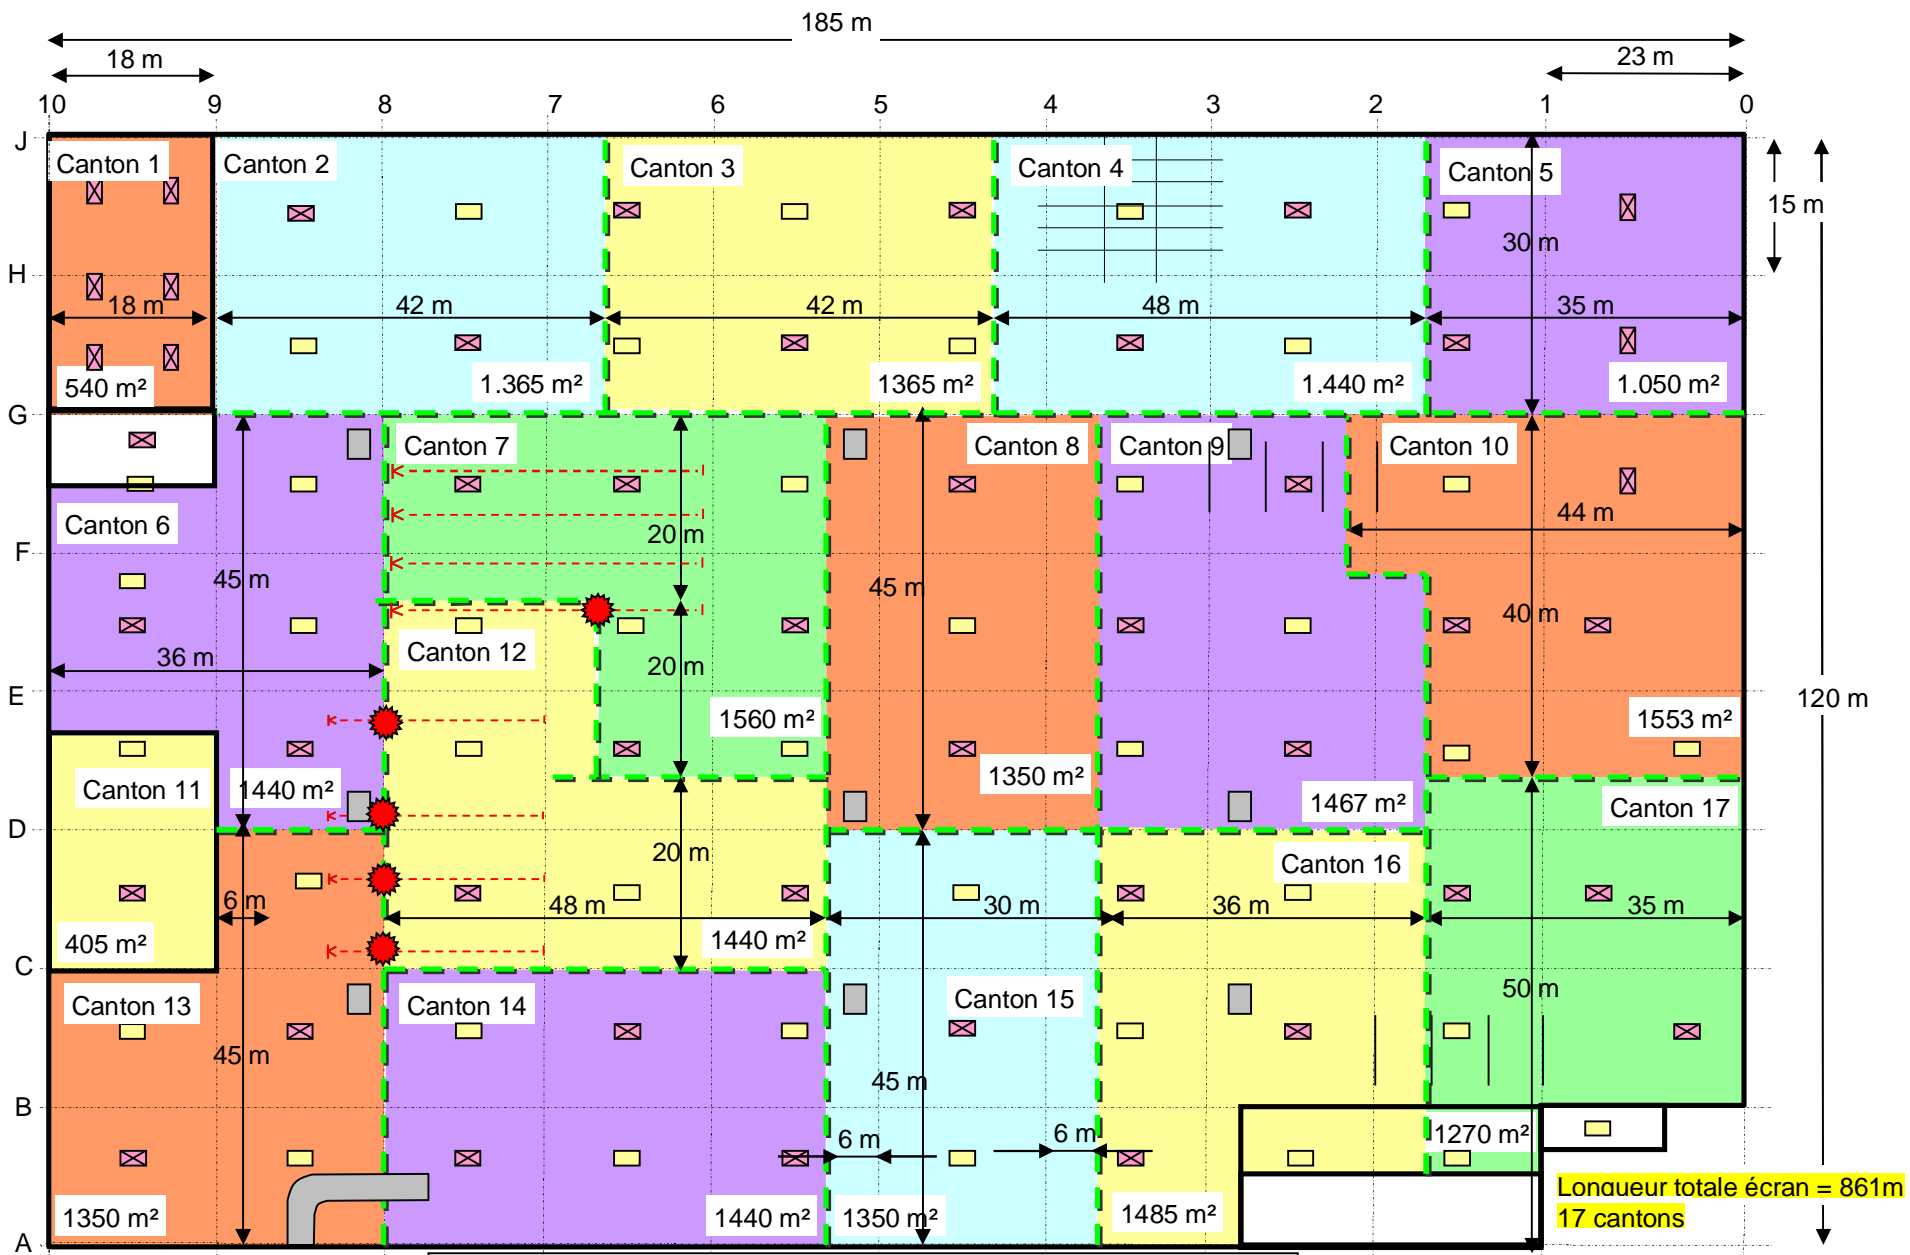 185 m
18 m
23 m
10 9 8 7 6 5 4 3 2 1 0
J
Canton 1
Canton 2
Canton 3
Canton 4
Canton 5
15 m
30 m
H
18 m
42 m
42 m
48 m
35 m
540 m²
1.365 m²
1365 m²
1.440 m²
1.050 m²
G
Canton 7
Canton 8
Canton 9
Canton 10
Canton 6
20 m
44 m
F
45 m
45 m
40 m
Canton 12
36 m
20 m
E
120 m
1560 m²
1553 m²
Canton 11
1440 m²
1350 m²
1467 m²
Canton 17
D
20 m
Canton 16
6 m
48 m
30 m
36 m
35 m
405 m²
1440 m²
C
Canton 13
Canton 14
Canton 15
50 m
45 m
45 m
B
6 m
6 m
1270 m²
1350 m²
1440 m²
1350 m²
1485 m²
Longueur totale écran = 861m
17 cantons
A